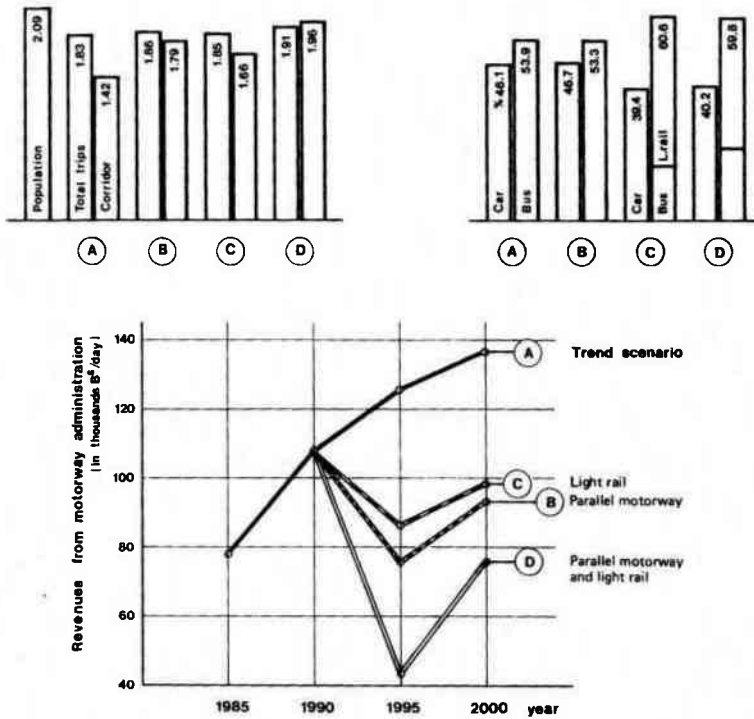 2.09
Population
1.83
Total trips
1.42
Corridor
1.86
1.79
1.85
1.66
1.91
1.96
A
B
C
D
% 46.1
Car
53.9
Bus
46.7
53.3
39.4
Car
60.6
L.rail
Bus
40.2
59.8
A
B
C
D
Revenues from motorway administration
| in thousands Bˢ/day |
140
120
100
80
60
40
1985
1990
1995
2000
year
A
Trend scenario
C
Light rail
B
Parallel motorway
D
Parallel motorway
and light rail